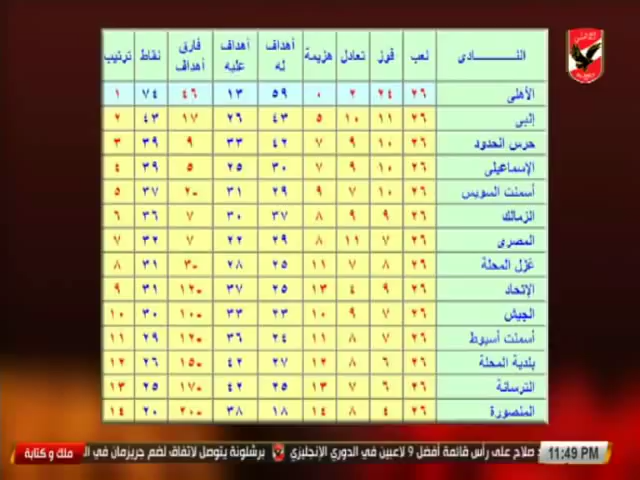 النـــــــادى لعب فوز تعادل هزيمة أهداف له أهداف عليه فارق أهداف نقاط ترتيب
الأهلى ٢٦ ٢٤ ٢ ٠ ٥٩ ١٣ ٤٦ ٧٤ ١
إنبى ٢٦ ١١ ١٠ ٥ ٤٣ ٢٦ ١٧ ٤٣ ٢
حرس الحدود ٢٦ ١٠ ٩ ٧ ٤٢ ٣٣ ٩ ٣٩ ٣
الإسماعيلى ٢٦ ١٠ ٩ ٧ ٣٠ ٢٥ ٥ ٣٩ ٤
أسمنت السويس ٢٦ ١٠ ٧ ٩ ٢٩ ٣١ ٢- ٣٧ ٥
الزمالك ٢٦ ٩ ٩ ٨ ٣٧ ٣٠ ٧ ٣٦ ٦
المصرى ٢٦ ٧ ١١ ٨ ٢٩ ٢٢ ٧ ٣٢ ٧
غزل المحلة ٢٦ ٨ ٧ ١١ ٢٥ ٢٨ ٣- ٣١ ٨
الإتحاد ٢٦ ٩ ٤ ١٣ ٢٥ ٣٧ ١٢- ٣١ ٩
الجيش ٢٦ ٧ ٩ ١٠ ٢٣ ٣٣ ١٠- ٣٠ ١٠
أسمنت أسيوط ٢٦ ٧ ٨ ١١ ٢٤ ٣٦ ١٢- ٢٩ ١١
بلدية المحلة ٢٦ ٦ ٨ ١٢ ٢٧ ٤٢ ١٥- ٢٦ ١٢
الترسانة ٢٦ ٦ ٧ ١٣ ٢٥ ٤٢ ١٧- ٢٥ ١٣
المنصورة ٢٦ ٤ ٨ ١٤ ١٨ ٣٨ ٢٠- ٢٠ ١٤
11:49 PM د صلاح على رأس قائمة أفضل 9 لاعبين في الدوري الإنجليزي برشلونة يتوصل لاتفاق لضم جريزمان في ال ملك و كتابة